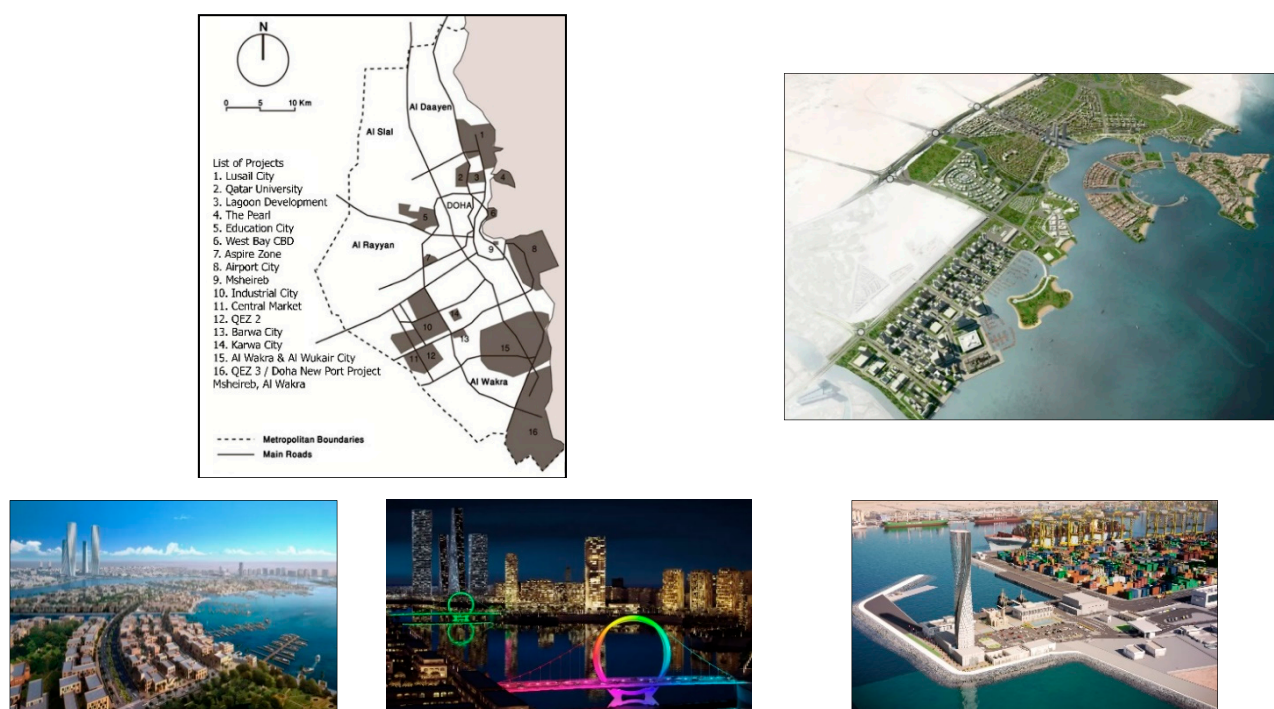 N
0 5 10 Km
Al Daayen
Al Slal
List of Projects
1. Lusail City
2. Qatar University
3. Lagoon Development
4. The Pearl
5. Education City
6. West Bay CBD
7. Aspire Zone
8. Airport City
9. Msheireb
10. Industrial City
11. Central Market
12. QEZ 2
13. Barwa City
14. Karwa City
15. Al Wakra & Al Wukair City
16. QEZ 3 / Doha New Port Project
Msheireb, Al Wakra
Metropolitan Boundaries
Main Roads
1
2 3 4
DOHA
5
6
Al Rayyan
9
8
7
14
10
13
15
11 12
Al Wakra
16